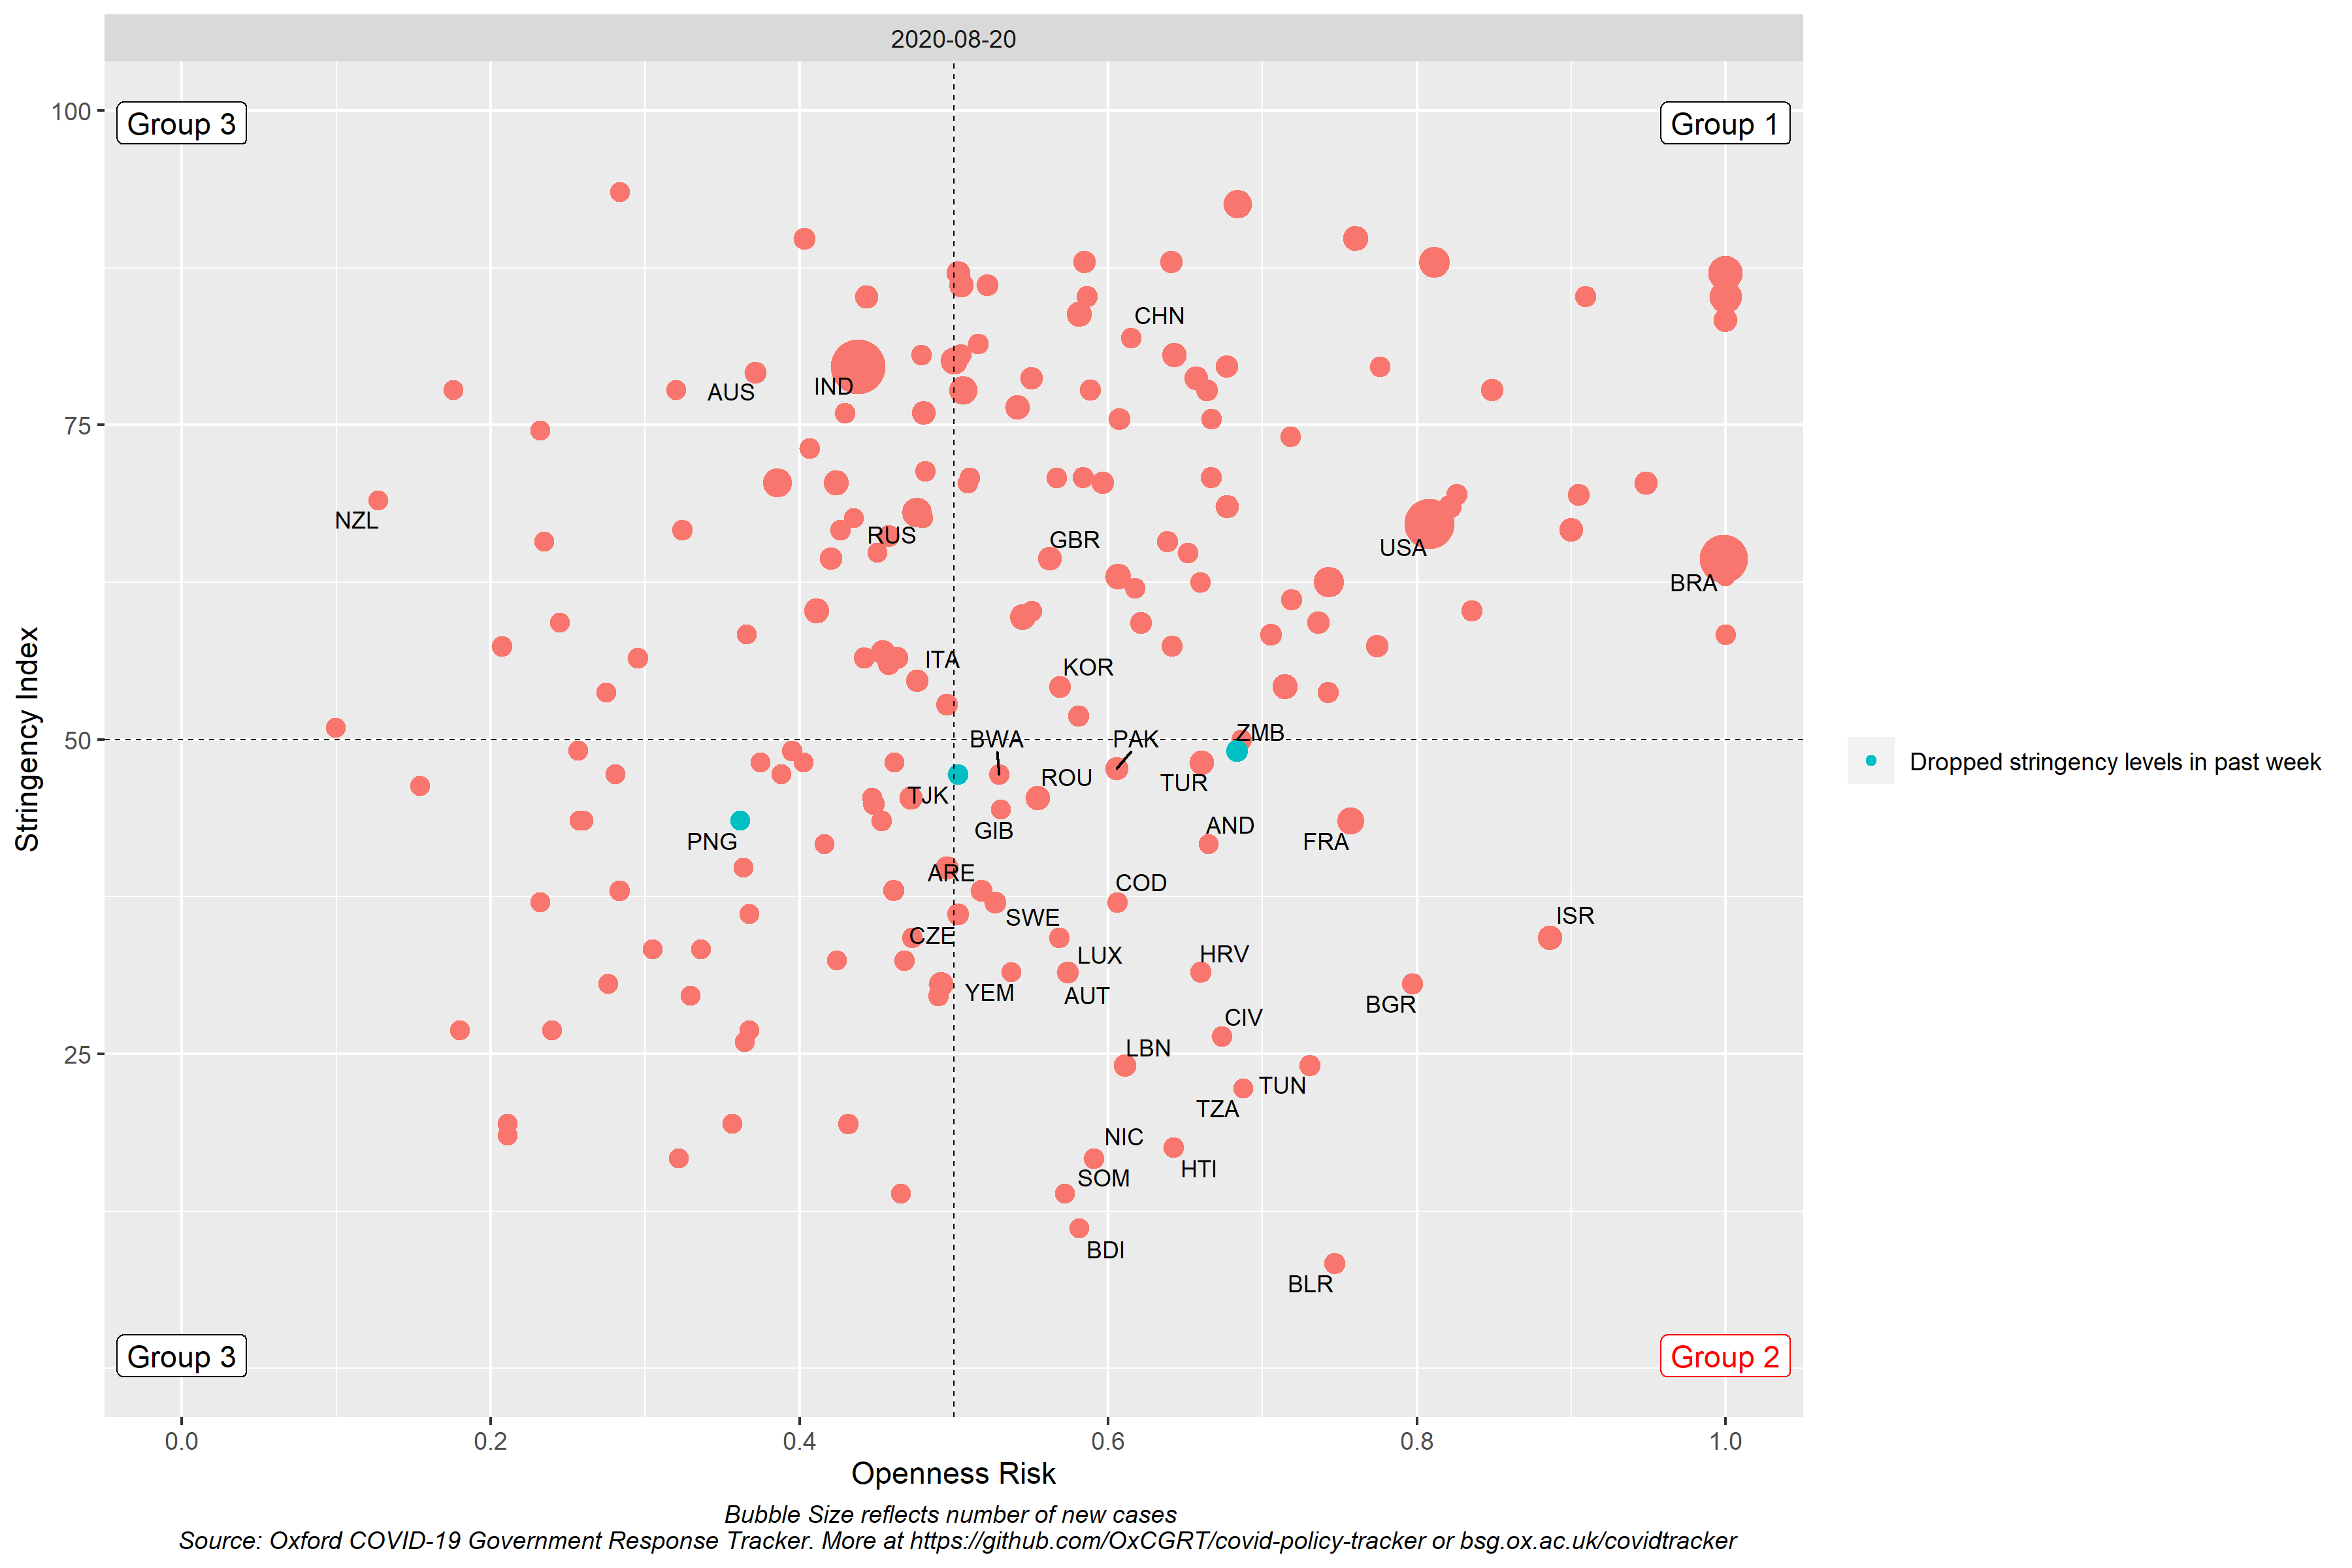 2020-08-20
100
Group 3
Group 1
CHN
AUS
IND
75
NZL
RUS
GBR
USA
BRA
ITA
KOR
Stringency Index
50
BWA
PAK
ZMB
Dropped stringency levels in past week
TJK
ROU
TUR
PNG
GIB
AND
FRA
ARE
COD
SWE
ISR
CZE
LUX
HRV
YEM
AUT
BGR
CIV
25
LBN
TUN
TZA
NIC
SOM
HTI
BDI
BLR
Group 3
Group 2
0.0
0.2
0.4
0.6
0.8
1.0
Openness Risk
Bubble Size reflects number of new cases
Source: Oxford COVID-19 Government Response Tracker. More at https://github.com/OxCGRT/covid-policy-tracker or bsg.ox.ac.uk/covidtracker